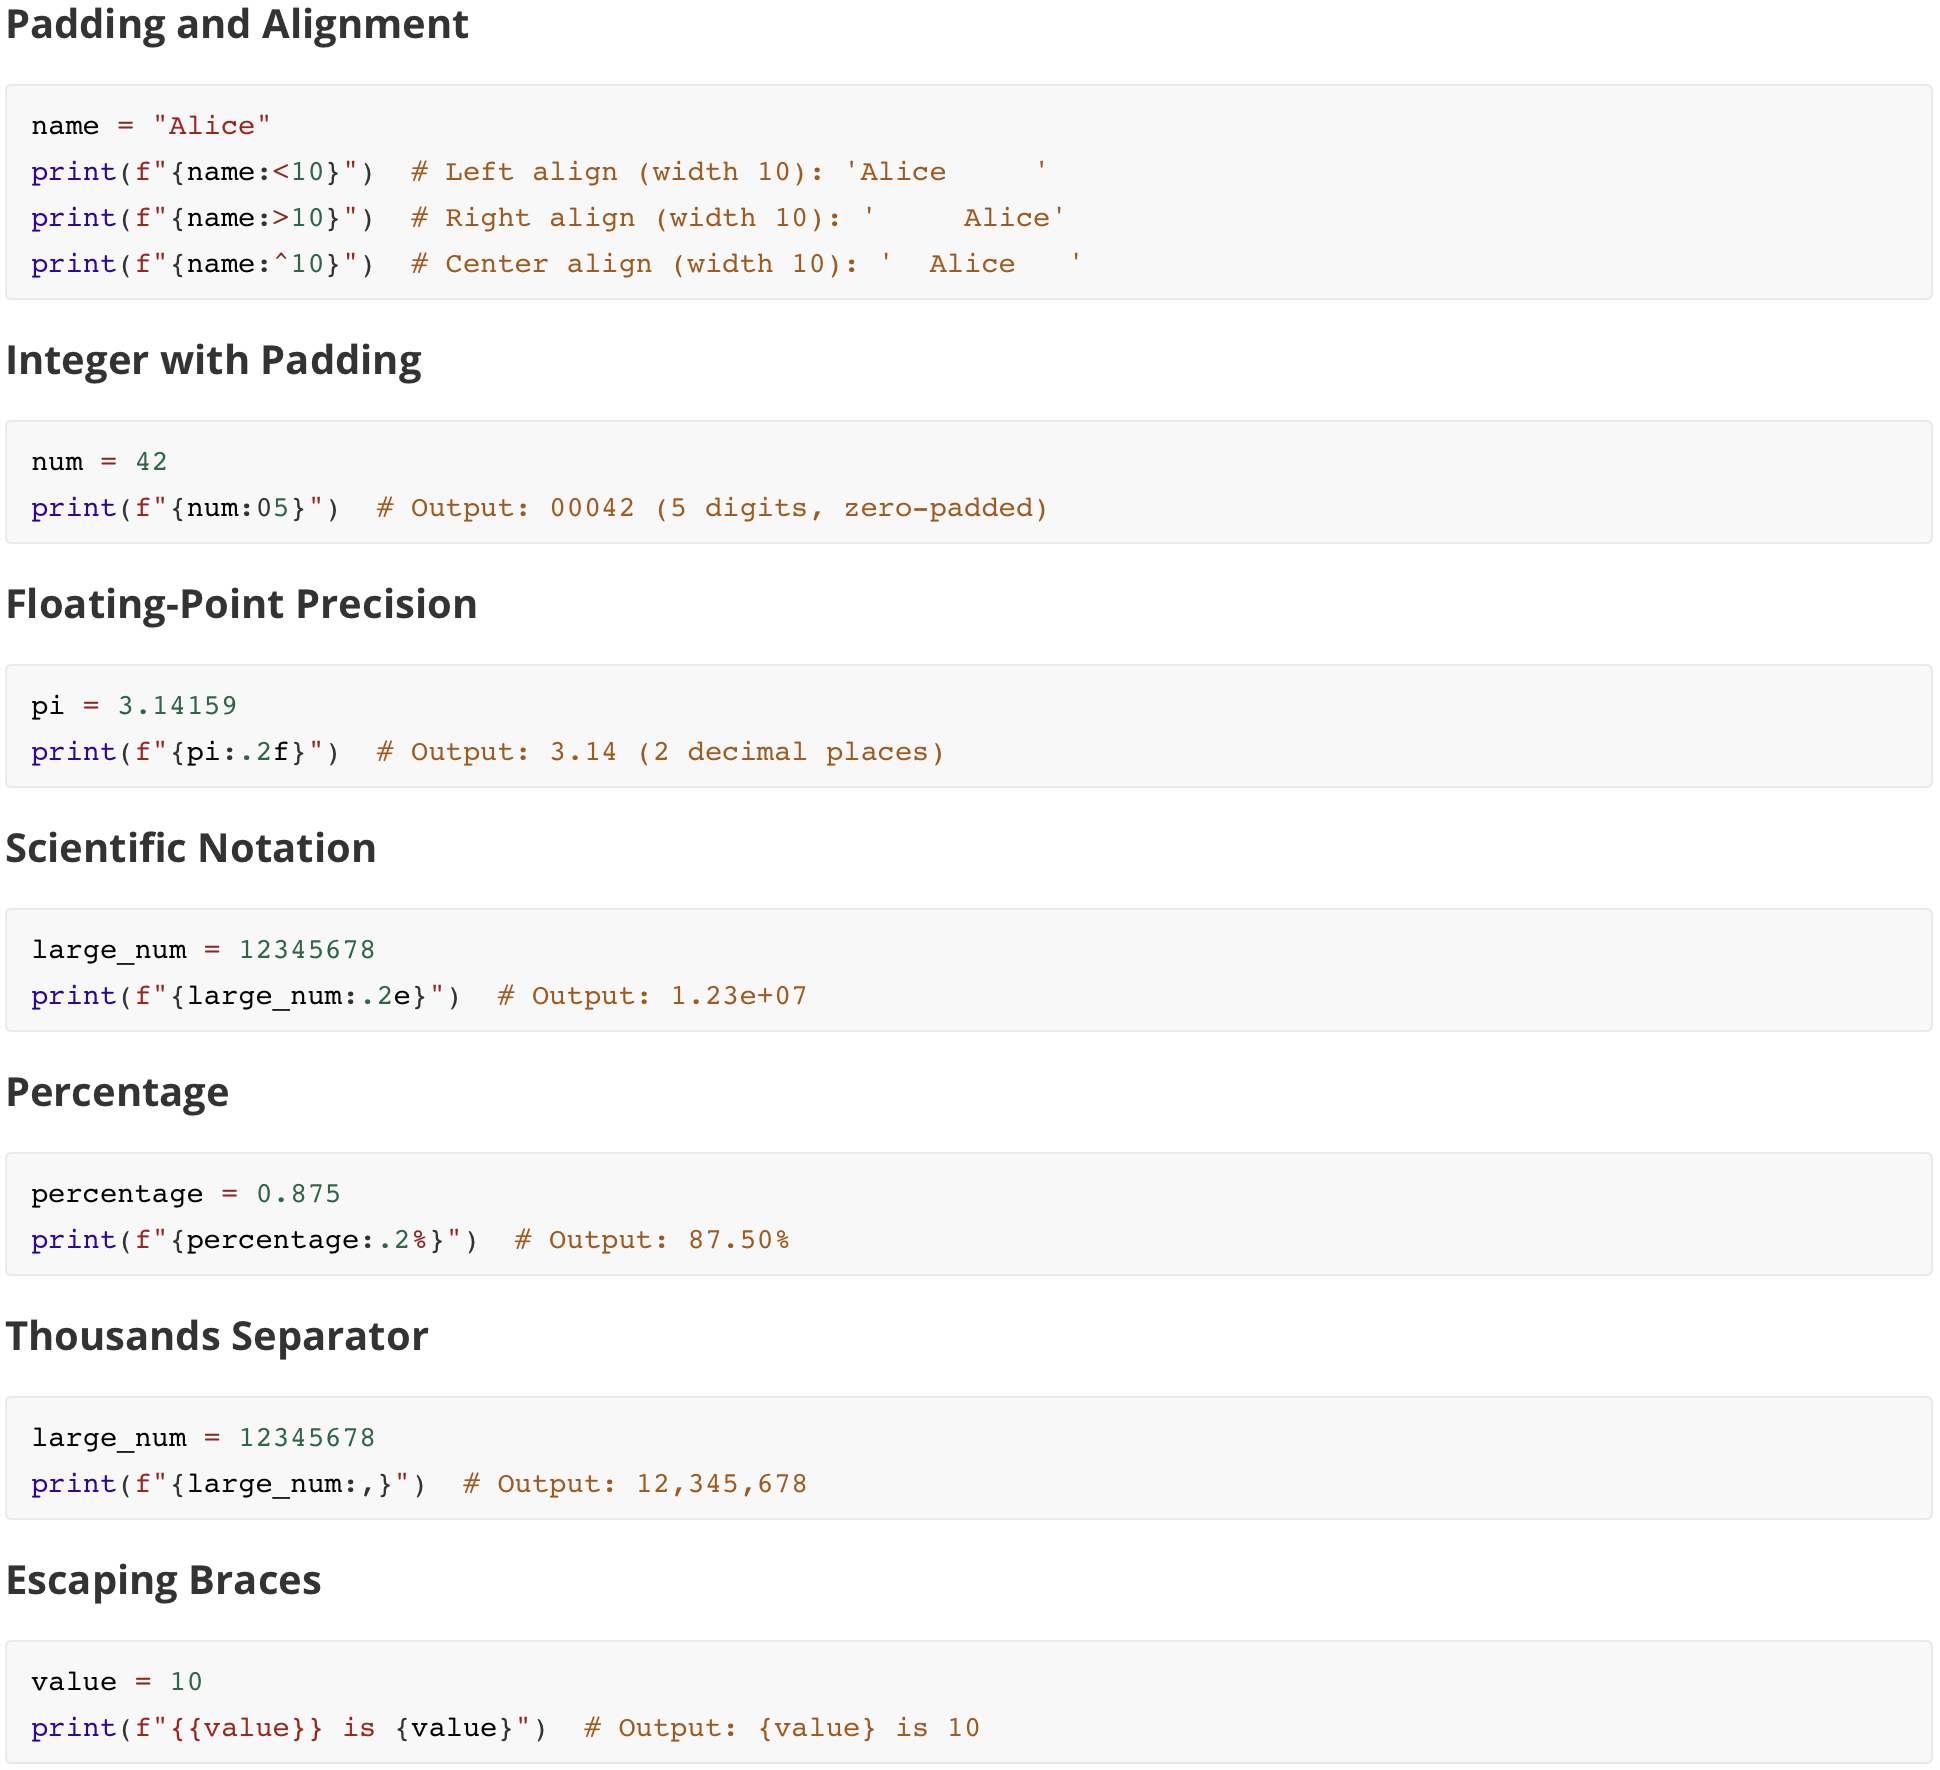 Padding and Alignment
name = "Alice"
print(f"{name:<10}")  # Left align (width 10): 'Alice     '
print(f"{name:>10}")  # Right align (width 10): '     Alice'
print(f"{name:^10}")  # Center align (width 10): '  Alice   '
Integer with Padding
num = 42
print(f"{num:05}")  # Output: 00042 (5 digits, zero-padded)
Floating-Point Precision
pi = 3.14159
print(f"{pi:.2f}")  # Output: 3.14 (2 decimal places)
Scientific Notation
large_num = 12345678
print(f"{large_num:.2e}")  # Output: 1.23e+07
Percentage
percentage = 0.875
print(f"{percentage:.2%}")  # Output: 87.50%
Thousands Separator
large_num = 12345678
print(f"{large_num:,}")  # Output: 12,345,678
Escaping Braces
value = 10
print(f"{{value}} is {value}")  # Output: {value} is 10